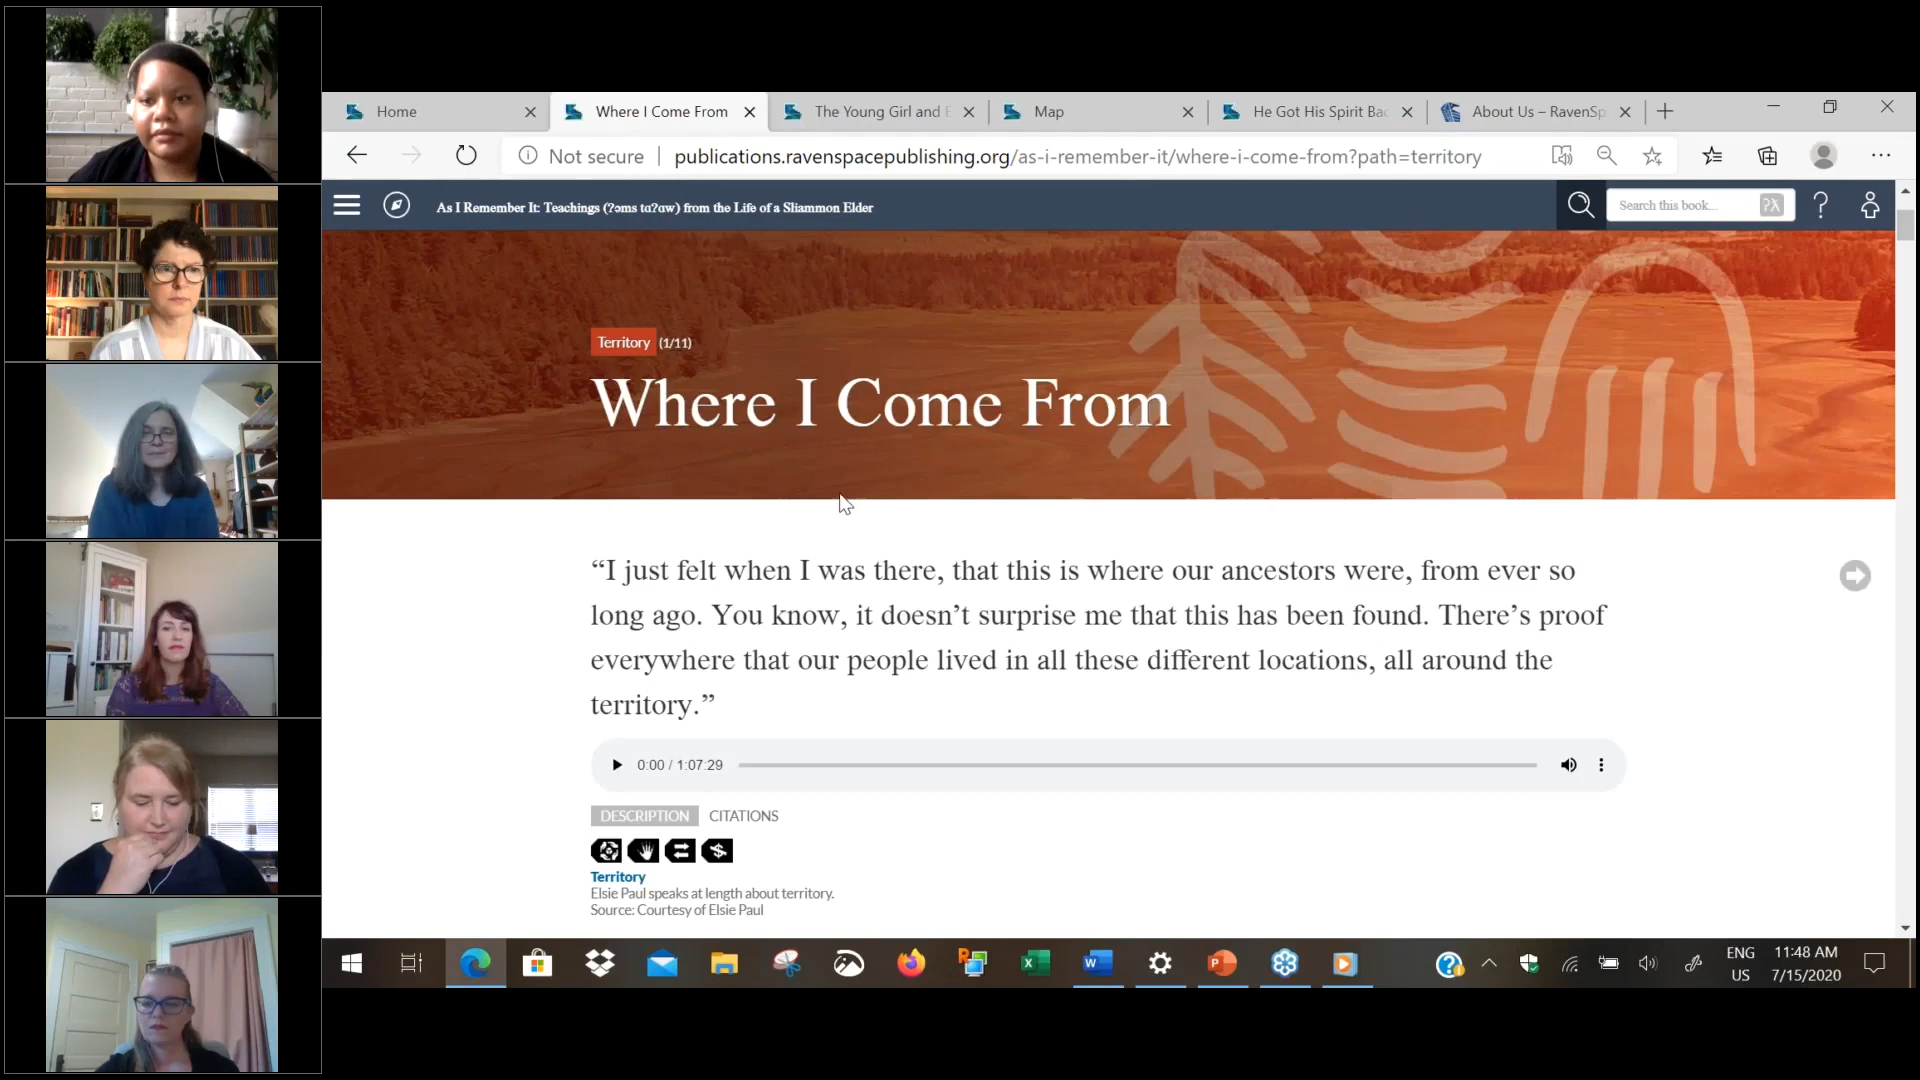 Home
Where I Come From
The Young Girl and E
Map
He Got His Spirit Bac
About Us – RavenSp
Not secure | publications.ravenspacepublishing.org/as-i-remember-it/where-i-come-from?path=territory
As I Remember It: Teachings (ʔəms tɑʔɑw) from the Life of a Sliammon Elder
Search this book...
Territory (1/11)
Where I Come From
“I just felt when I was there, that this is where our ancestors were, from ever so
long ago. You know, it doesn’t surprise me that this has been found. There’s proof
everywhere that our people lived in all these different locations, all around the
territory.”
0:00 / 1:07:29
DESCRIPTION CITATIONS
Territory
Elsie Paul speaks at length about territory.
Source: Courtesy of Elsie Paul
ENG 11:48 AM
US 7/15/2020